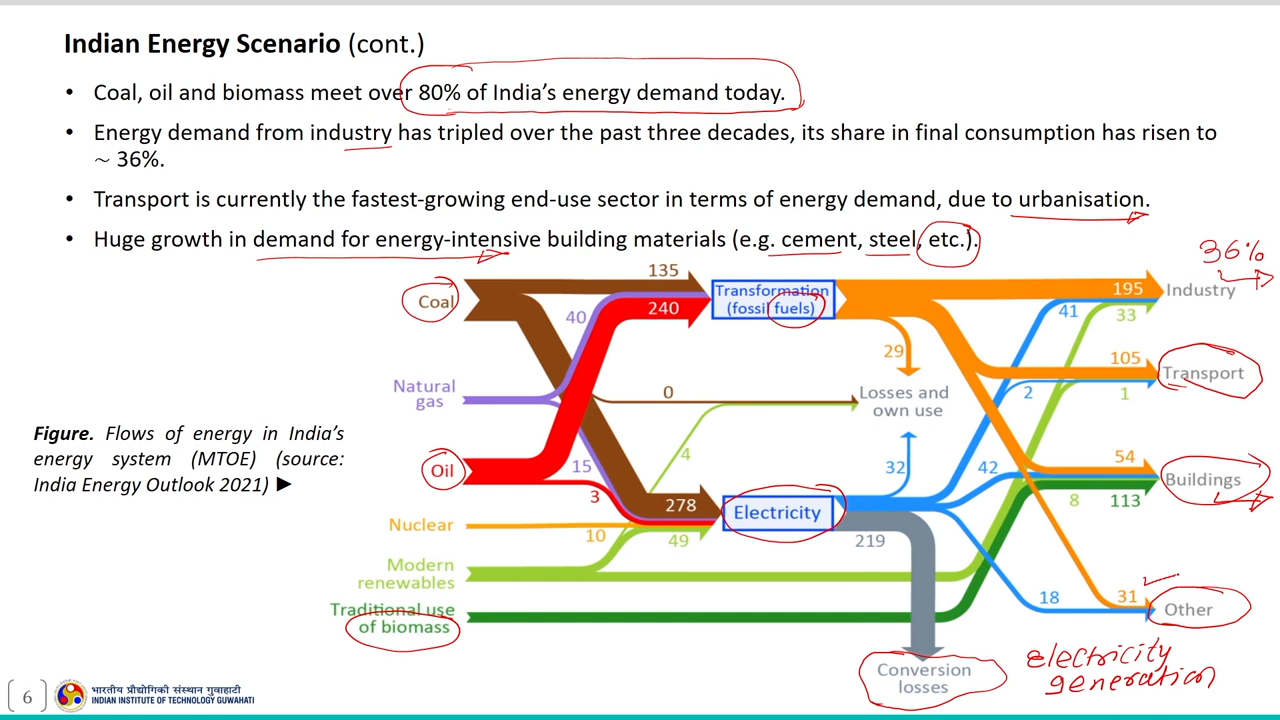 Indian Energy Scenario (cont.)
• Coal, oil and biomass meet over 80% of India's energy demand today.
• Energy demand from industry has tripled over the past three decades, its share in final consumption has risen to
~ 36%.
• Transport is currently the fastest-growing end-use sector in terms of energy demand, due to urbanisation.
• Huge growth in demand for energy-intensive building materials (e.g. cement, steel, etc.).
36%
135
Coal
Transformation
(fossil fuels)
195
Industry
40
240
41
33
29
105
Transport
Natural
gas
0
Losses and
own use
2
1
Figure. Flows of energy in India's
energy system (MTOE) (source:
India Energy Outlook 2021) ►
Oil
15
4
32
42
54
Buildings
3
278
8
113
Electricity
Nuclear
10
49
219
Modern
renewables
18
31
Other
Traditional use
of biomass
Conversion
losses
electricity
generation
6
भारतीय प्रौद्योगिकी संस्थान गुवाहाटी
INDIAN INSTITUTE OF TECHNOLOGY GUWAHATI